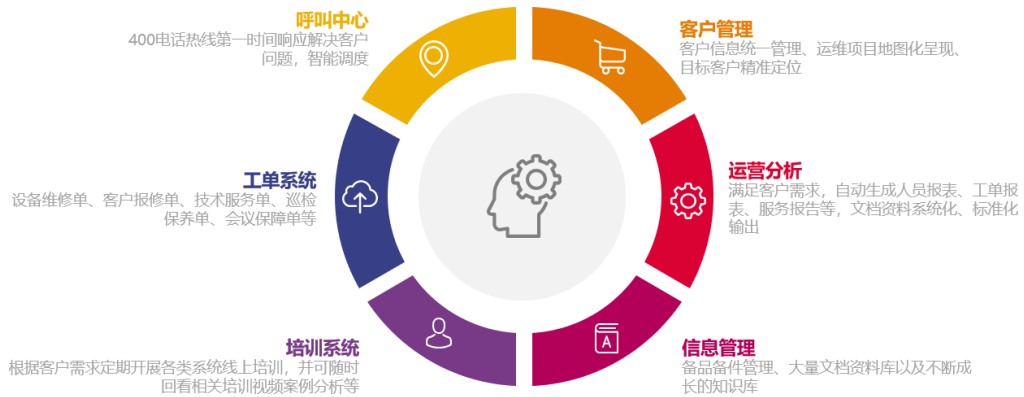 呼叫中心
400电话热线第一时间响应解决客户
问题，智能调度
客户管理
客户信息统一管理、运维项目地图化呈现、
目标客户精准定位
工单系统
设备维修单、客户报修单、技术服务单、巡检
保养单、会议保障单等
运营分析
满足客户需求，自动生成人员报表、工单报
表、服务报告等，文档资料系统化、标准化
输出
培训系统
根据客户需求定期开展各类系统线上培训，并可随时
回看相关培训视频案例分析等
信息管理
备品备件管理、大量文档资料库以及不断成
长的知识库
A